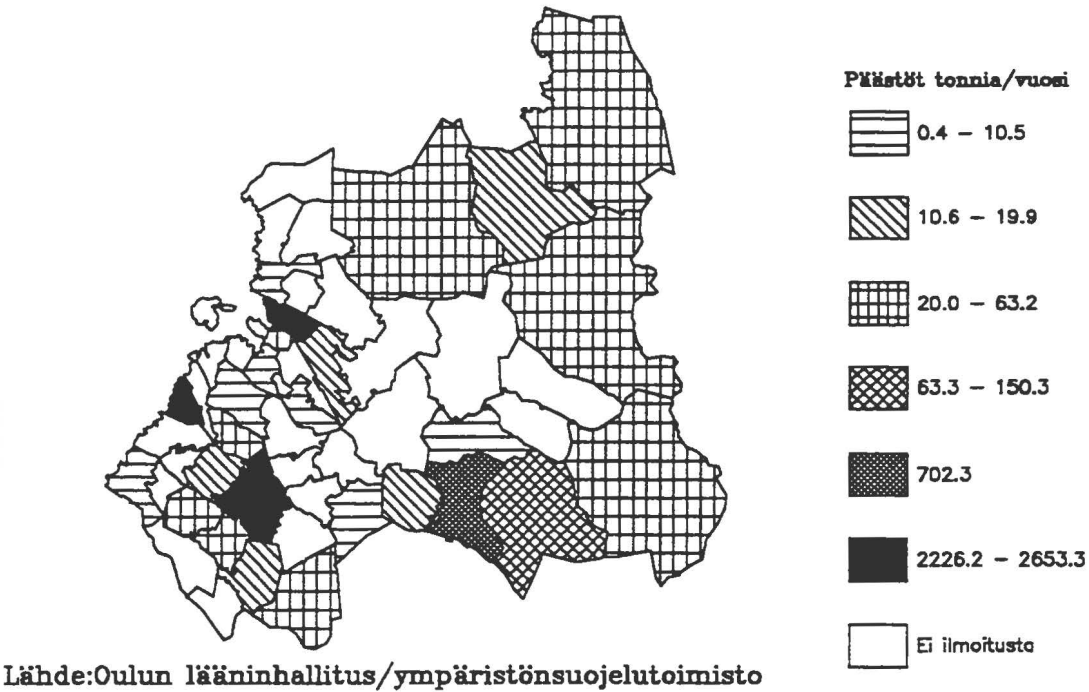 Päästöt tonnia/vuosi
0.4 – 10.5
10.6 – 19.9
20.0 – 63.2
63.3 – 150.3
702.3
2226.2 – 2653.3
Ei ilmoitusta
Lähde:Oulun lääninhallitus/ympäristönsuojelutoimisto